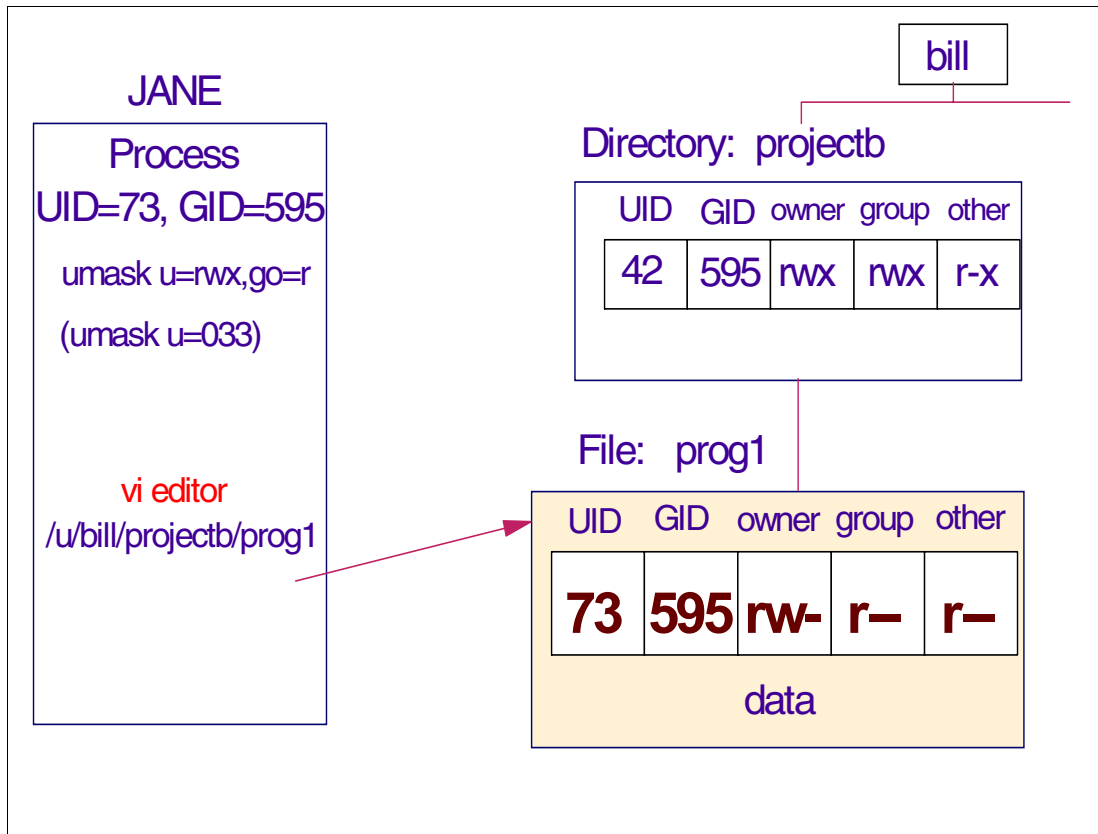 bill
JANE
Directory: projectb
Process
UID=73, GID=595
umask u=rwx,go=r
(umask u=033)
UID GID owner group other
42 595 rwx rwx r-x
File: prog1
vi editor
/u/bill/projectb/prog1
UID GID owner group other
73 595 rw- r-- r--
data